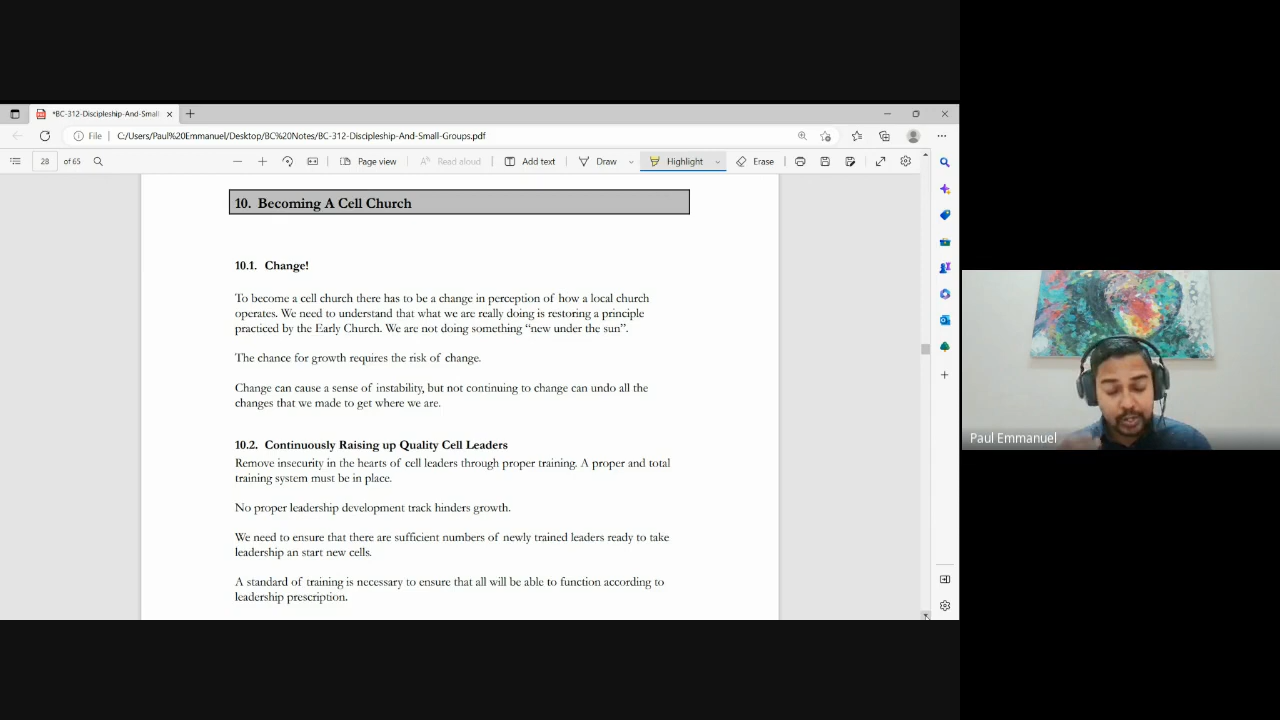 *BC-312-Discipleship-And-Small
File
C:/Users/Paul%20Emmanuel/Desktop/BC%20Notes/BC-312-Discipleship-And-Small-Groups.pdf
28 of 65
Page view
Read aloud
Add text
Draw
Highlight
Erase
10. Becoming A Cell Church
10.1. Change!
To become a cell church there has to be a change in perception of how a local church
operates. We need to understand that what we are really doing is restoring a principle
practiced by the Early Church. We are not doing something “new under the sun”.
The chance for growth requires the risk of change.
Change can cause a sense of instability, but not continuing to change can undo all the
changes that we made to get where we are.
10.2. Continuously Raising up Quality Cell Leaders
Remove insecurity in the hearts of cell leaders through proper training. A proper and total
training system must be in place.
No proper leadership development track hinders growth.
We need to ensure that there are sufficient numbers of newly trained leaders ready to take
leadership an start new cells.
A standard of training is necessary to ensure that all will be able to function according to
leadership prescription.
Paul Emmanuel